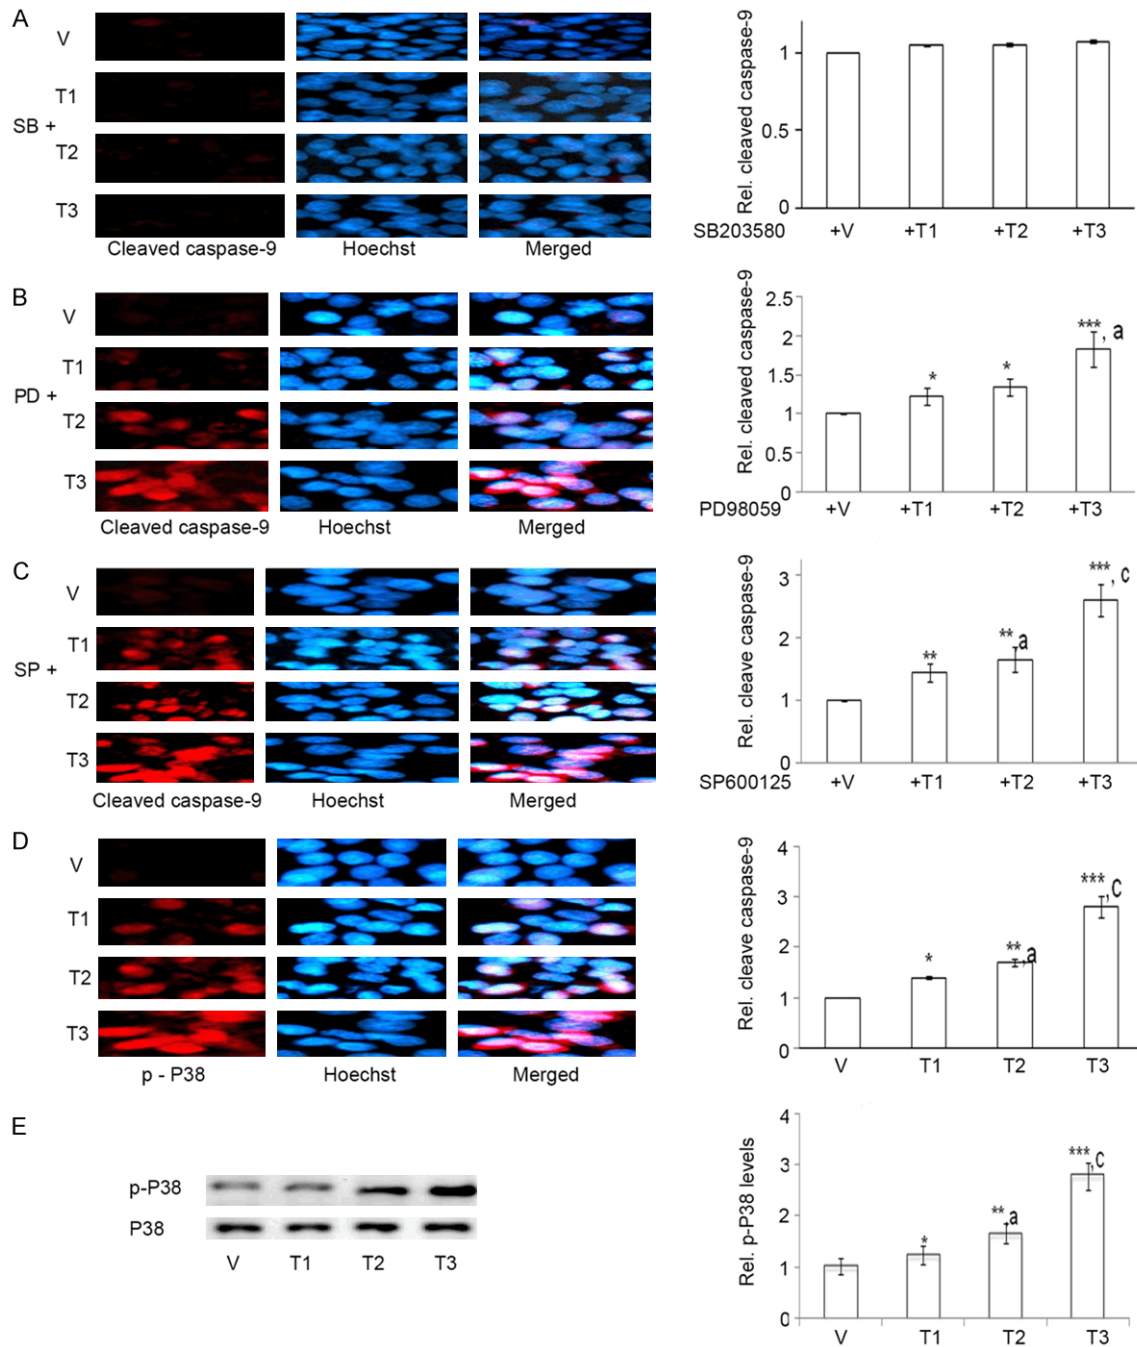 A
V
T1
SB +
T2
T3
Cleaved caspase-9 Hoechst Merged
Rel. cleaved caspase-9
1
0.5
0
SB203580 +V +T1 +T2 +T3
B
V
T1
PD +
T2
T3
Cleaved caspase-9 Hoechst Merged
Rel. cleaved caspase-9
2.5
2
1.5
1
0.5
0
* * ***, a
PD98059 +V +T1 +T2 +T3
C
V
T1
SP +
T2
T3
Cleaved caspase-9 Hoechst Merged
Rel. cleave caspase-9
3
2
1
0
** **,a ***, c
SP600125 +V +T1 +T2 +T3
D
V
T1
T2
T3
p - P38 Hoechst Merged
Rel. cleave caspase-9
4
3
2
1
0
* **,a ***,c
V T1 T2 T3
E
p-P38
P38
V T1 T2 T3
Rel. p-P38 levels
4
3
2
1
0
* **,a ***,c
V T1 T2 T3